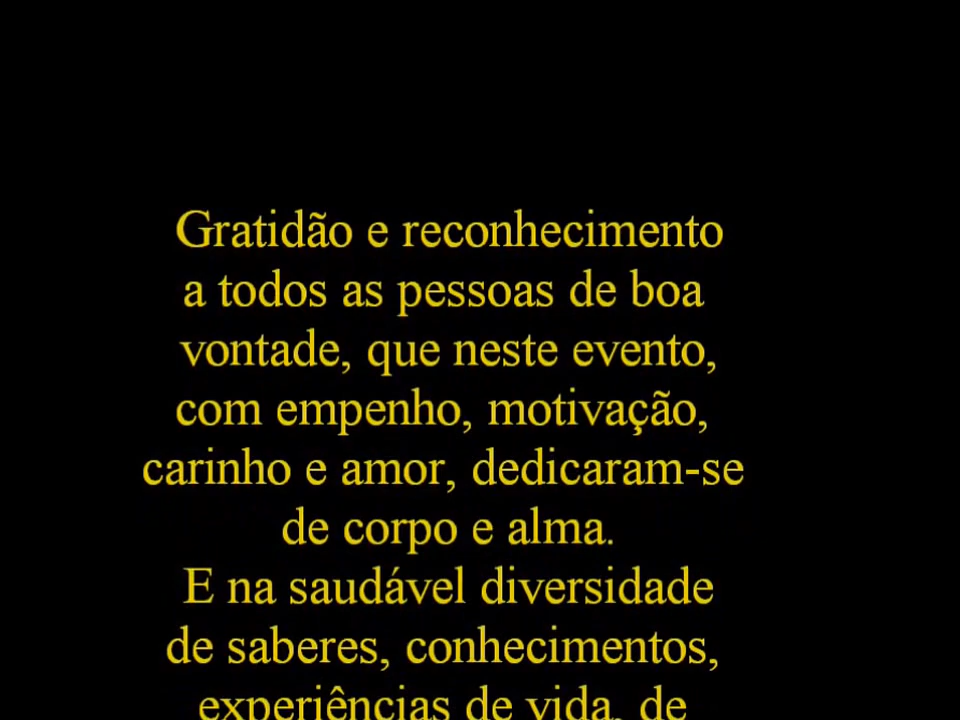 Gratidão e reconhecimento
a todos as pessoas de boa
vontade, que neste evento,
com empenho, motivação,
carinho e amor, dedicaram-se
de corpo e alma.
E na saudável diversidade
de saberes, conhecimentos,
experiências de vida, de